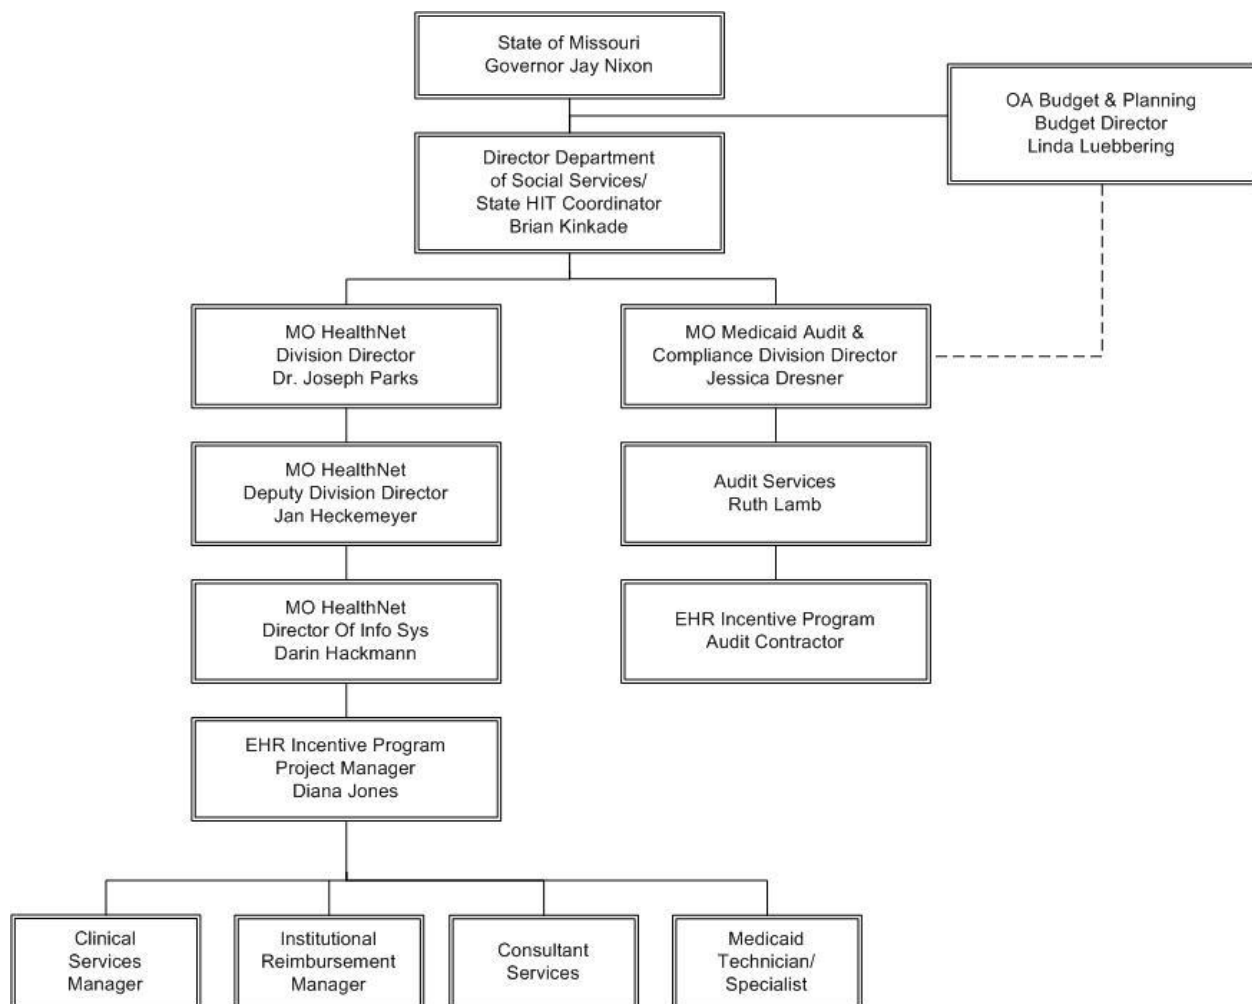 State of Missouri
Governor Jay Nixon
OA Budget & Planning
Budget Director
Linda Luebbering
Director Department
of Social Services/
State HIT Coordinator
Brian Kinkade
MO HealthNet
Division Director
Dr. Joseph Parks
MO Medicaid Audit &
Compliance Division Director
Jessica Dresner
MO HealthNet
Deputy Division Director
Jan Heckemeyer
Audit Services
Ruth Lamb
MO HealthNet
Director Of Info Sys
Darin Hackmann
EHR Incentive Program
Audit Contractor
EHR Incentive Program
Project Manager
Diana Jones
Clinical
Services
Manager
Institutional
Reimbursement
Manager
Consultant
Services
Medicaid
Technician/
Specialist